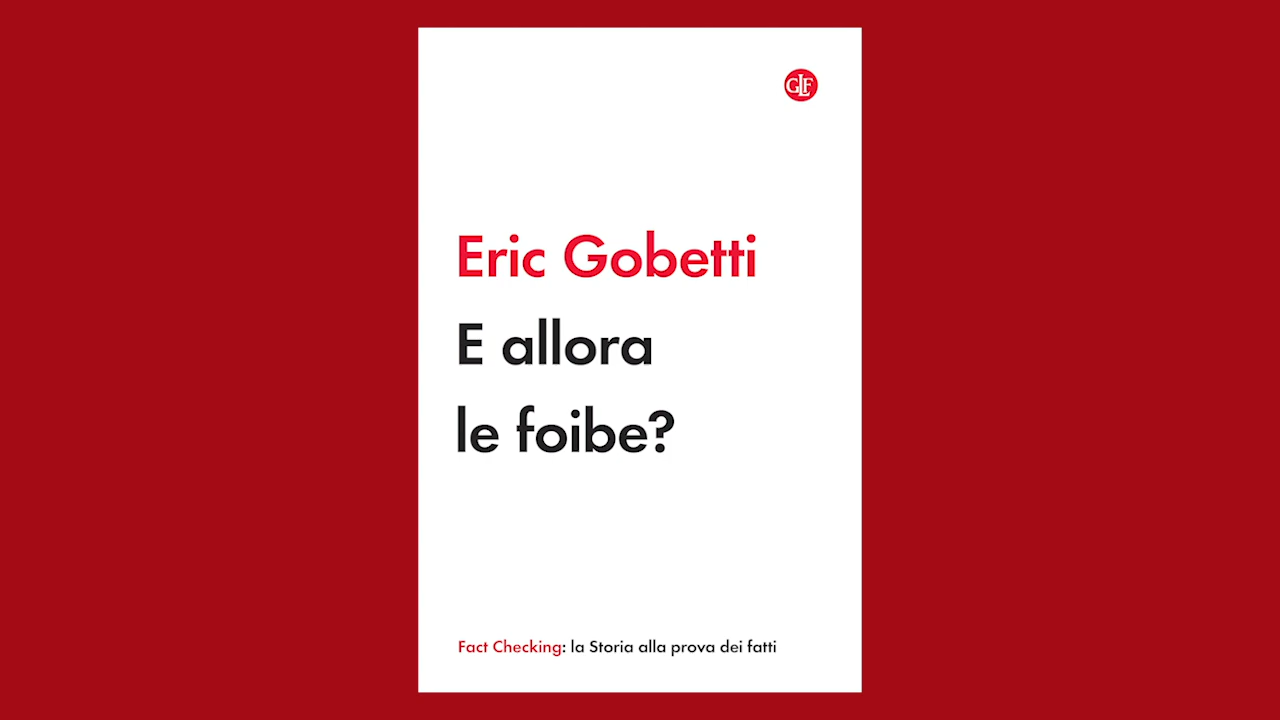 GLF
Eric Gobetti
E allora
le foibe?
Fact Checking: la Storia alla prova dei fatti